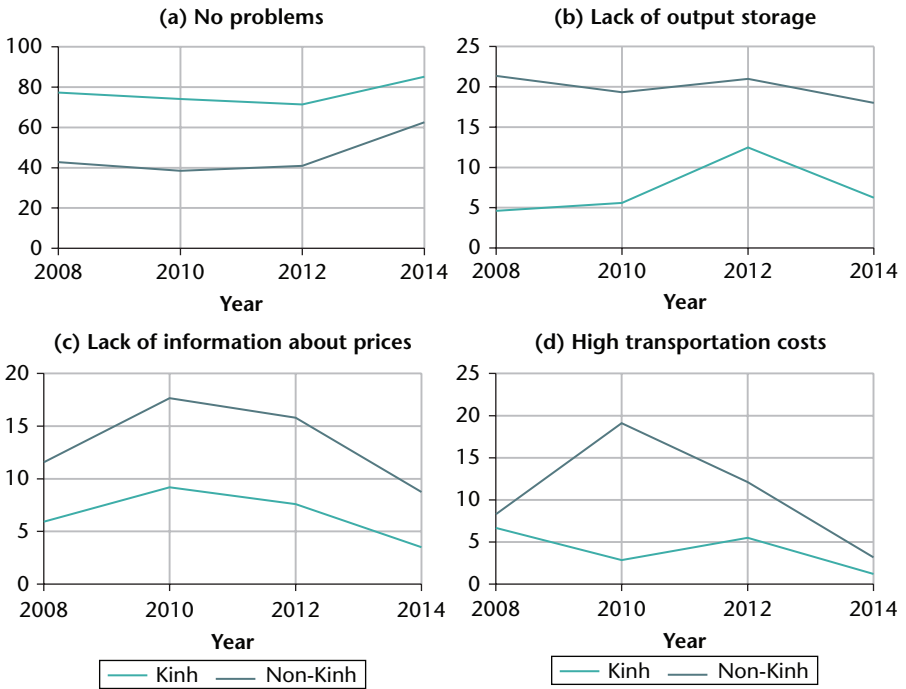 (a) No problems
100
80
60
40
20
0
2008 2010 2012 2014
Year
(b) Lack of output storage
25
20
15
10
5
0
2008 2010 2012 2014
Year
(c) Lack of information about prices
20
15
10
5
0
2008 2010 2012 2014
Year
Kinh Non-Kinh
(d) High transportation costs
25
20
15
10
5
0
2008 2010 2012 2014
Year
Kinh Non-Kinh